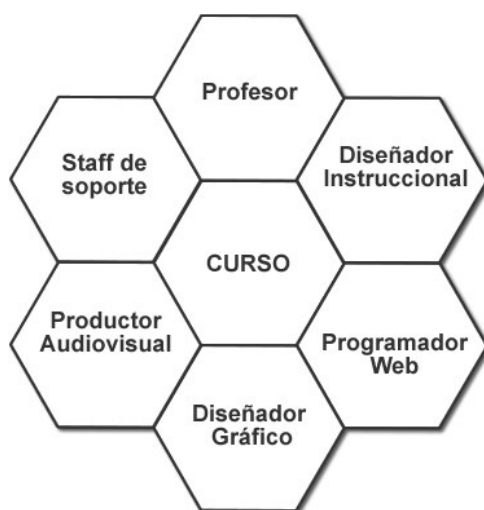 Profesor
Staff de
soporte
Diseñador
Instruccional
CURSO
Productor
Audiovisual
Programador
Web
Diseñador
Gráfico